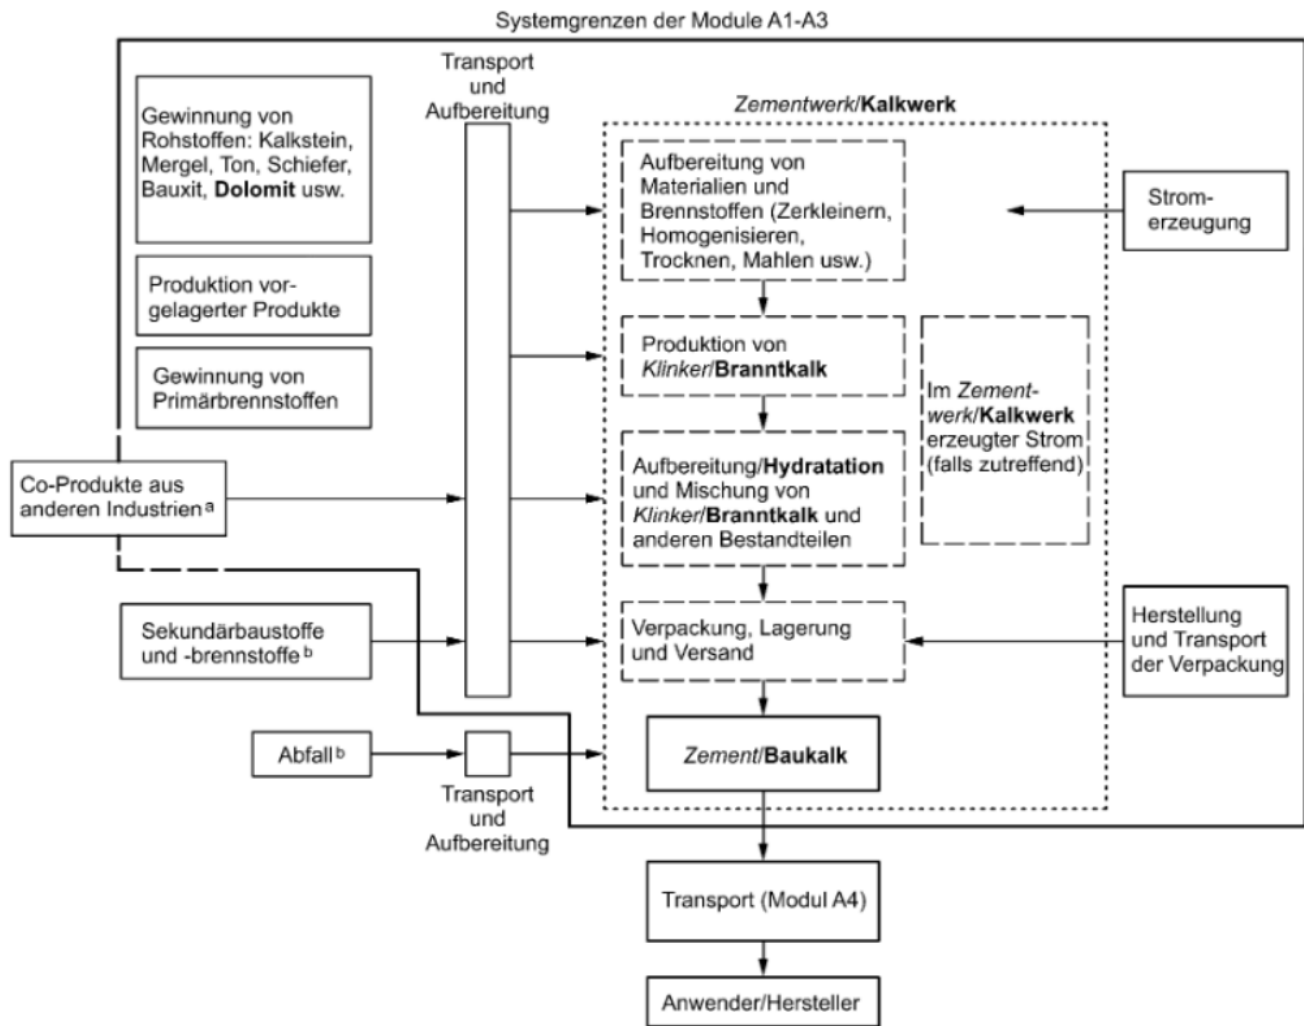 Systemgrenzen der Module A1-A3
Transport
und
Aufbereitung
Gewinnung von
Rohstoffen: Kalkstein,
Mergel, Ton, Schiefer,
Bauxit, Dolomit usw.
Produktion vor-
gelagerter Produkte
Gewinnung von
Primärbrennstoffen
Co-Produkte aus
anderen Industrien a
Sekundärbaustoffe
und -brennstoffe b
Abfall b
Transport
und
Aufbereitung
Zementwerk/Kalkwerk
Aufbereitung von
Materialien und
Brennstoffen (Zerkleinern,
Homogenisieren,
Trocknen, Mahlen usw.)
Produktion von
Klinker/Branntkalk
Aufbereitung/Hydratation
und Mischung von
Klinker/Branntkalk und
anderen Bestandteilen
Verpackung, Lagerung
und Versand
Zement/Baukalk
Im Zement-
werk/Kalkwerk
erzeugter Strom
(falls zutreffend)
Strom-
erzeugung
Herstellung
und Transport
der Verpackung
Transport (Modul A4)
Anwender/Hersteller